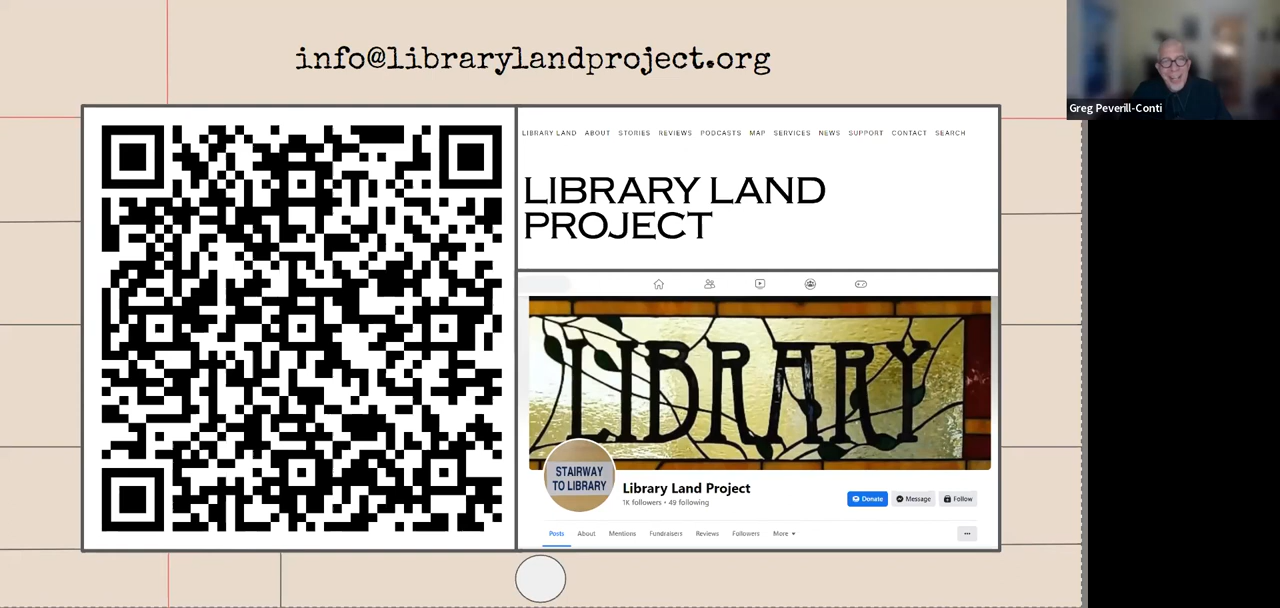 info@librarylandproject.org
Greg Peverill-Conti
LIBRARY LAND ABOUT STORIES REVIEWS PODCASTS MAP SERVICES NEWS SUPPORT CONTACT SEARCH
LIBRARY LAND
PROJECT
LIBRARY
STAIRWAY
TO LIBRARY
Library Land Project
1K followers • 49 following
Donate Message Follow
Posts About Mentions Fundraisers Reviews Followers More